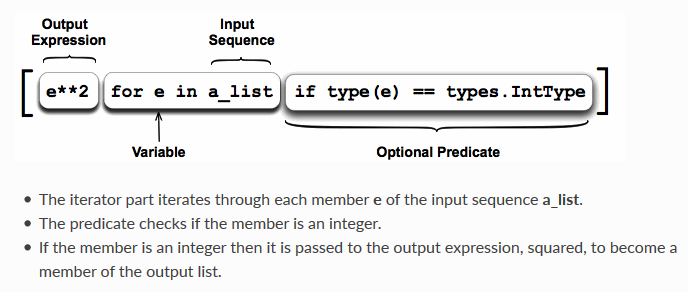 Output Expression
Input Sequence
[ e**2 for e in a_list if type(e) == types.IntType ]
Variable
Optional Predicate
The iterator part iterates through each member e of the input sequence a_list.
The predicate checks if the member is an integer.
If the member is an integer then it is passed to the output expression, squared, to become a
member of the output list.